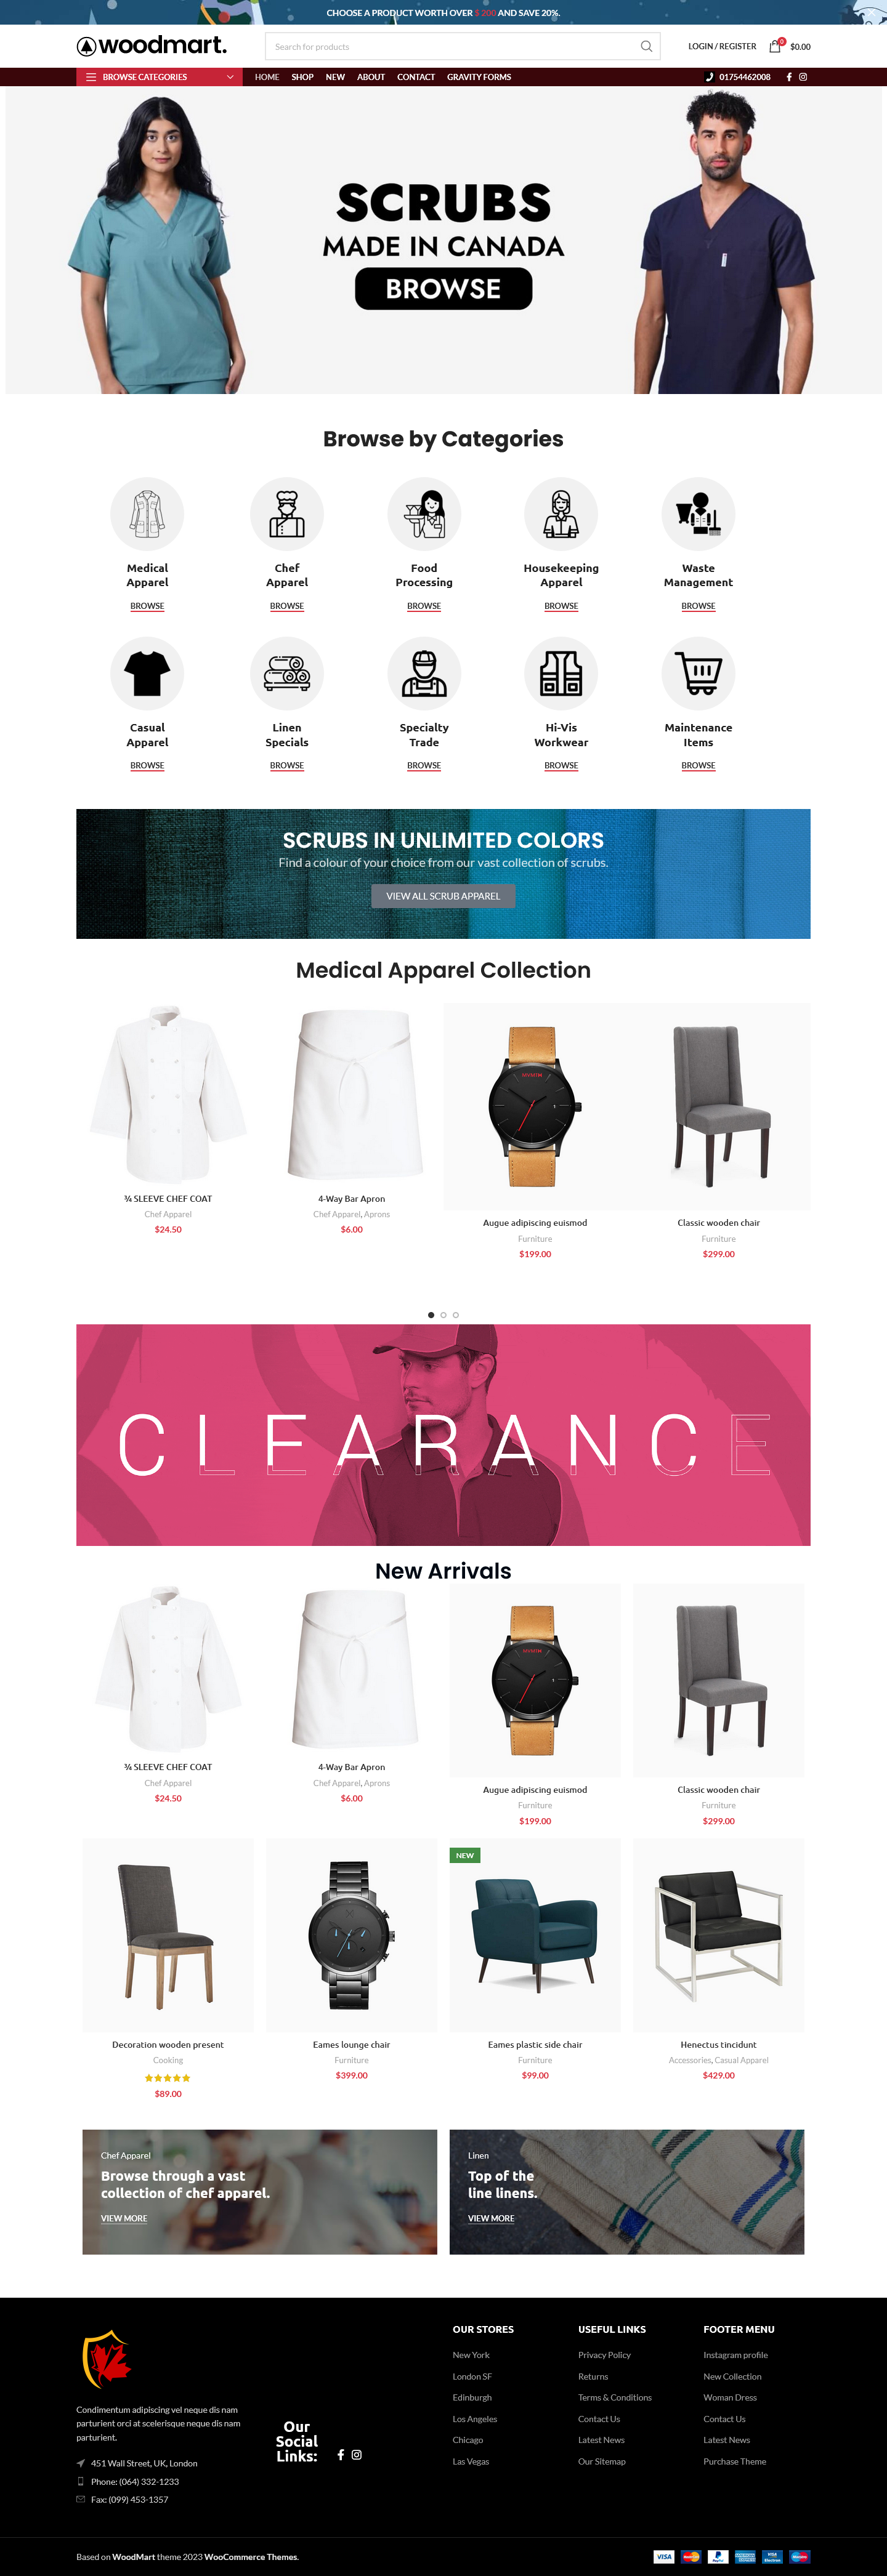 CHOOSE A PRODUCT WORTH OVER $ 200 AND SAVE 20%.
woodmart.
Search for products
LOGIN / REGISTER
0
$0.00
BROWSE CATEGORIES
HOME
SHOP
NEW
ABOUT
CONTACT
GRAVITY FORMS
01754462008
SCRUBS
MADE IN CANADA
BROWSE
Browse by Categories
Medical
Apparel
BROWSE
Chef
Apparel
BROWSE
Food
Processing
BROWSE
Housekeeping
Apparel
BROWSE
Waste
Management
BROWSE
Casual
Apparel
BROWSE
Linen
Specials
BROWSE
Specialty
Trade
BROWSE
Hi-Vis
Workwear
BROWSE
Maintenance
Items
BROWSE
SCRUBS IN UNLIMITED COLORS
Find a colour of your choice from our vast collection of scrubs.
VIEW ALL SCRUB APPAREL
Medical Apparel Collection
¾ SLEEVE CHEF COAT
Chef Apparel
$24.50
4-Way Bar Apron
Chef Apparel, Aprons
$6.00
Augue adipiscing euismod
Furniture
$199.00
Classic wooden chair
Furniture
$299.00
CLEARANCE
New Arrivals
¾ SLEEVE CHEF COAT
Chef Apparel
$24.50
4-Way Bar Apron
Chef Apparel, Aprons
$6.00
Augue adipiscing euismod
Furniture
$199.00
Classic wooden chair
Furniture
$299.00
Decoration wooden present
Cooking
$89.00
Eames lounge chair
Furniture
$399.00
NEW
Eames plastic side chair
Furniture
$99.00
Henectus tincidunt
Accessories, Casual Apparel
$429.00
Chef Apparel
Browse through a vast
collection of chef apparel.
VIEW MORE
Linen
Top of the
line linens.
VIEW MORE
Condimentum adipiscing vel neque dis nam
parturient orci at scelerisque neque dis nam
parturient.
451 Wall Street, UK, London
Phone: (064) 332-1233
Fax: (099) 453-1357
Our
Social
Links:
OUR STORES
New York
London SF
Edinburgh
Los Angeles
Chicago
Las Vegas
USEFUL LINKS
Privacy Policy
Returns
Terms & Conditions
Contact Us
Latest News
Our Sitemap
FOOTER MENU
Instagram profile
New Collection
Woman Dress
Contact Us
Latest News
Purchase Theme
Based on WoodMart theme 2023 WooCommerce Themes.
VISA
PayPal
VISA
Electron